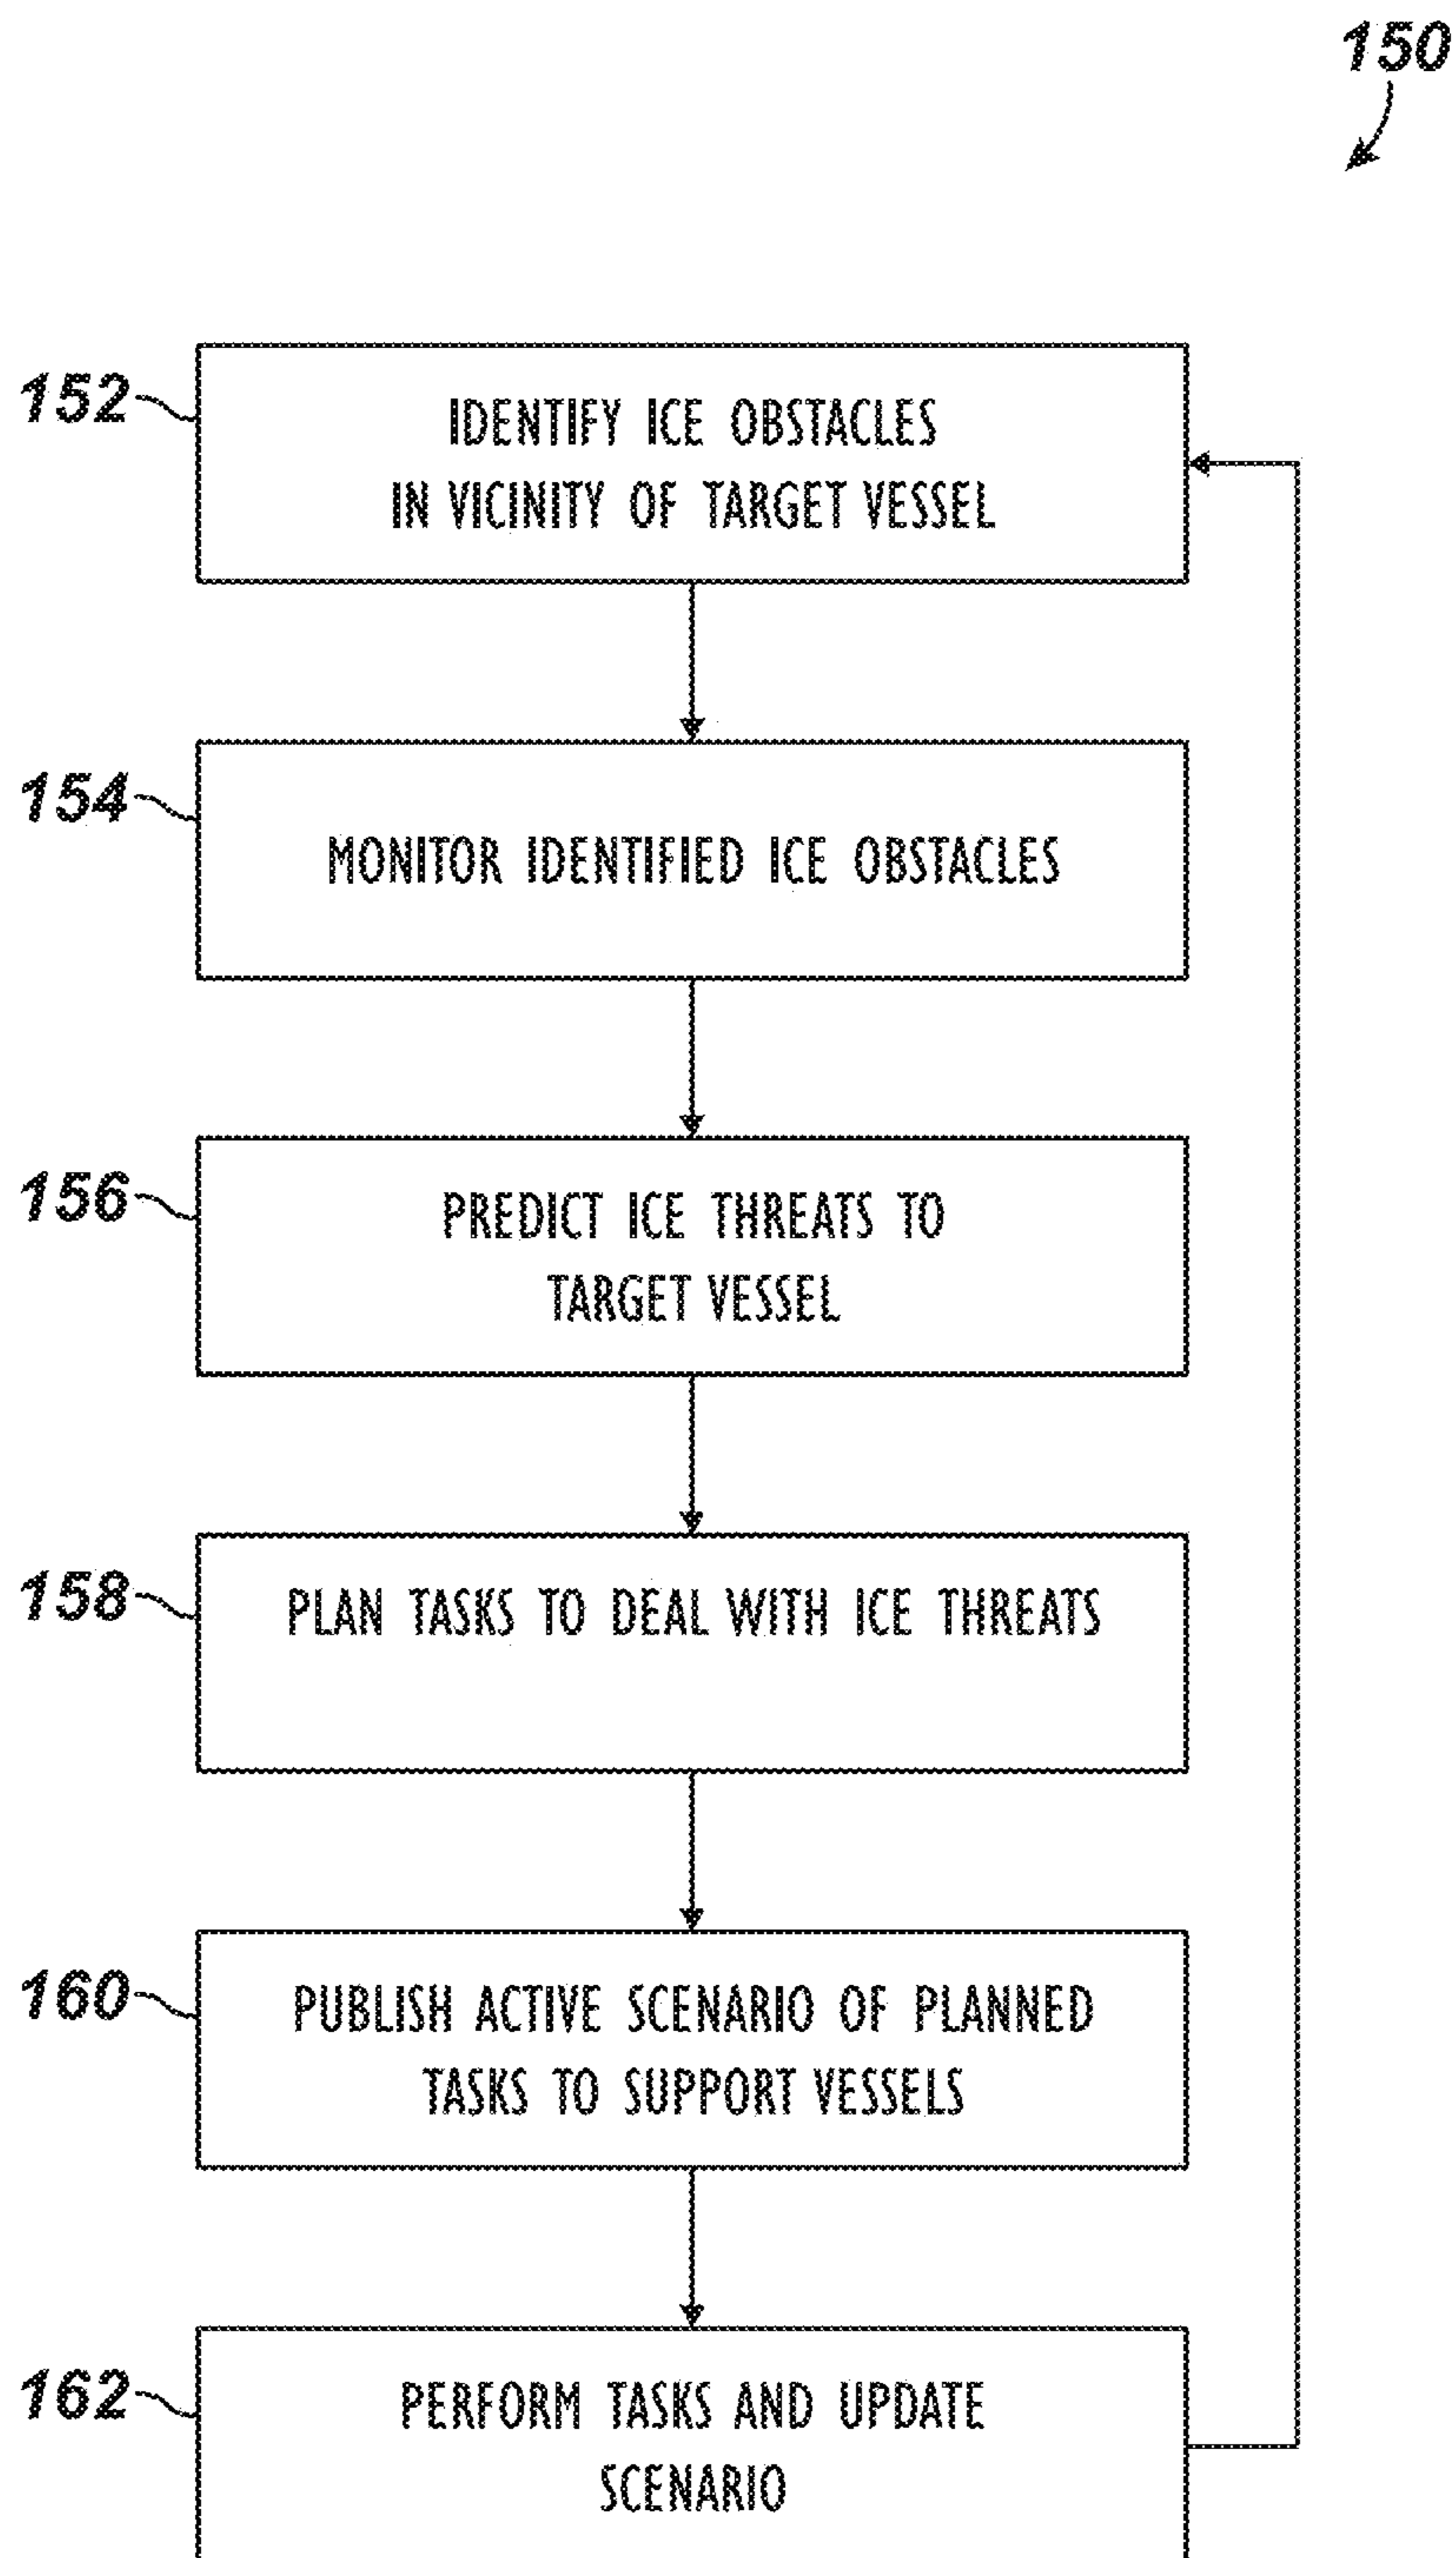 150
152
IDENTIFY ICE OBSTACLES
IN VICINITY OF TARGET VESSEL
154
MONITOR IDENTIFIED ICE OBSTACLES
156
PREDICT ICE THREATS TO
TARGET VESSEL
158
PLAN TASKS TO DEAL WITH ICE THREATS
160
PUBLISH ACTIVE SCENARIO OF PLANNED
TASKS TO SUPPORT VESSELS
162
PERFORM TASKS AND UPDATE
SCENARIO